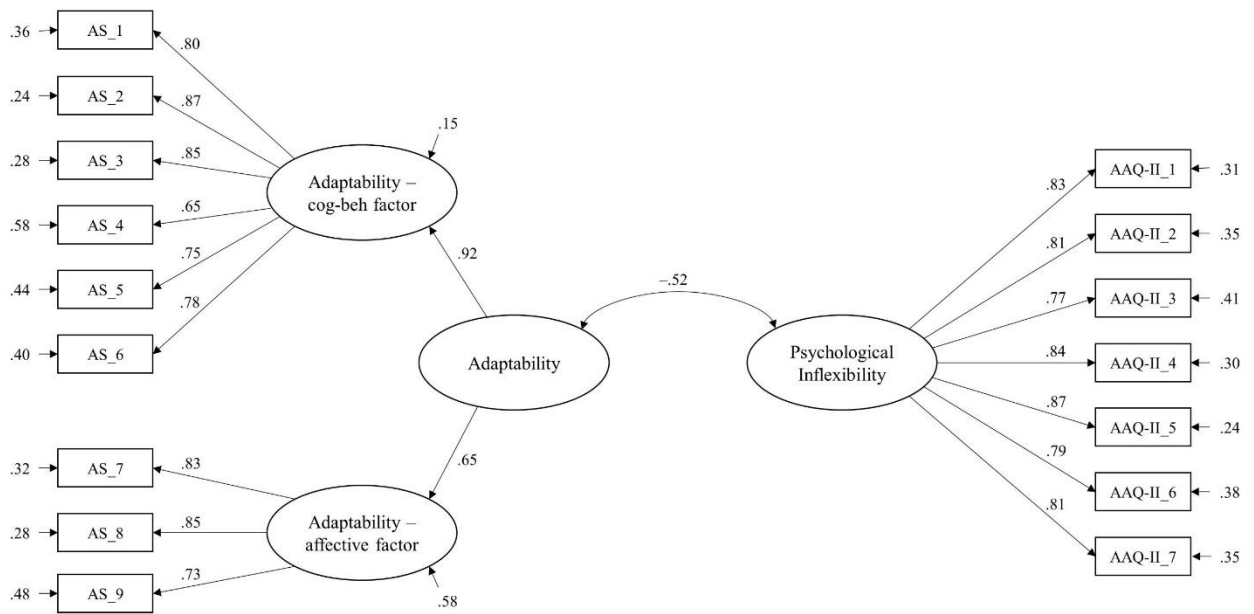 .36 AS_1 .80
.24 AS_2 .87
.28 AS_3 .85
.58 AS_4 .65
.44 AS_5 .75
.40 AS_6 .78
.15
Adaptability –
cog-beh factor
.92
Adaptability
.65
.32 AS_7 .83
.28 AS_8 .85
.48 AS_9 .73
Adaptability –
affective factor
.58
–.52
Psychological
Inflexibility
.83 AAQ-II_1 .31
.81 AAQ-II_2 .35
.77 AAQ-II_3 .41
.84 AAQ-II_4 .30
.87 AAQ-II_5 .24
.79 AAQ-II_6 .38
.81 AAQ-II_7 .35